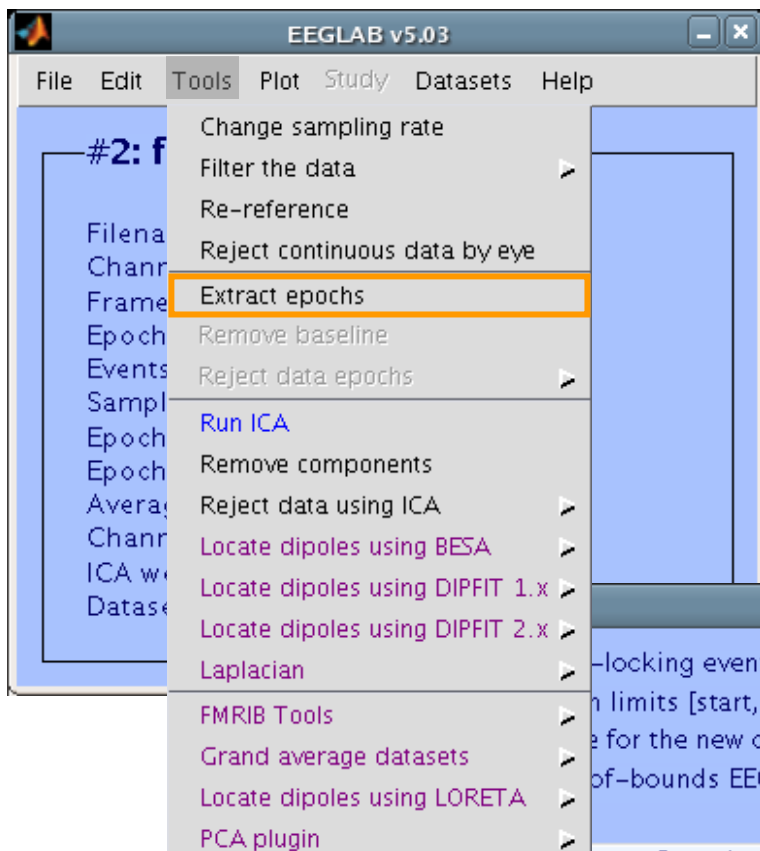 EEGLAB v5.03
File Edit Tools Plot Study Datasets Help
#2: f
Filena
Chann
Frame
Epoch
Events
Sampl
Epoch
Epoch
Averag
Chann
ICA we
Datase
Change sampling rate
Filter the data
Re-reference
Reject continuous data by eye
Extract epochs
Remove baseline
Reject data epochs
Run ICA
Remove components
Reject data using ICA
Locate dipoles using BESA
Locate dipoles using DIPFIT 1.x
Locate dipoles using DIPFIT 2.x
Laplacian
FMRIB Tools
Grand average datasets
Locate dipoles using LORETA
PCA plugin
-locking even
limits [start,
for the new
of-bounds EE